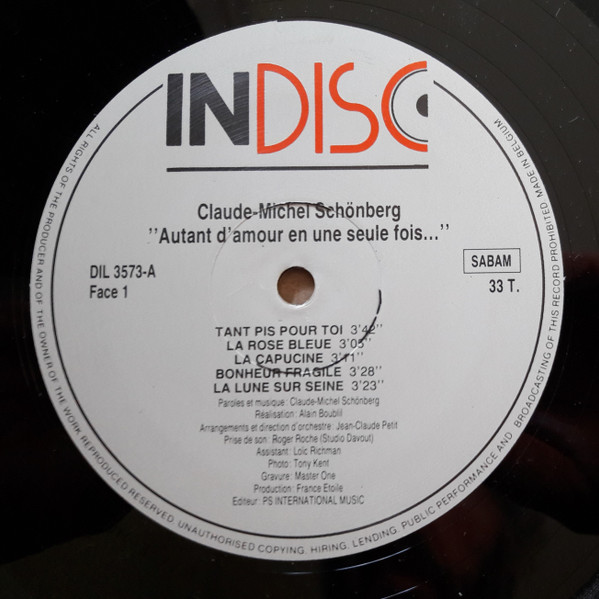 INDISC
Claude-Michel Schönberg
"Autant d'amour en une seule fois..."
DIL 3573-A
Face 1
SABAM
33 T.
TANT PIS POUR TOI 3'42"
LA ROSE BLEUE 3'05"
LA CAPUCINE 3'11"
BONHEUR FRAGILE 3'28"
LA LUNE SUR SEINE 3'23"
Paroles et musique : Claude-Michel Schönberg
Réalisation : Alain Boublil
Arrangements et direction d'orchestre : Jean-Claude Petit
Prise de son : Roger Roche (Studio Davout)
Assistant : Loïc Richman
Photo : Tony Kent
Gravure : Master One
Production : France Etoile
Editeur : PS INTERNATIONAL MUSIC
ALL RIGHTS OF THE PRODUCER AND OF THE OWNER OF THE WORK REPRODUCED RESERVED. UNAUTHORISED COPYING. HIRING. LENDING. PUBLIC PERFORMANCE AND BROADCASTING OF THIS RECORD PROHIBITED MADE IN BELGIUM